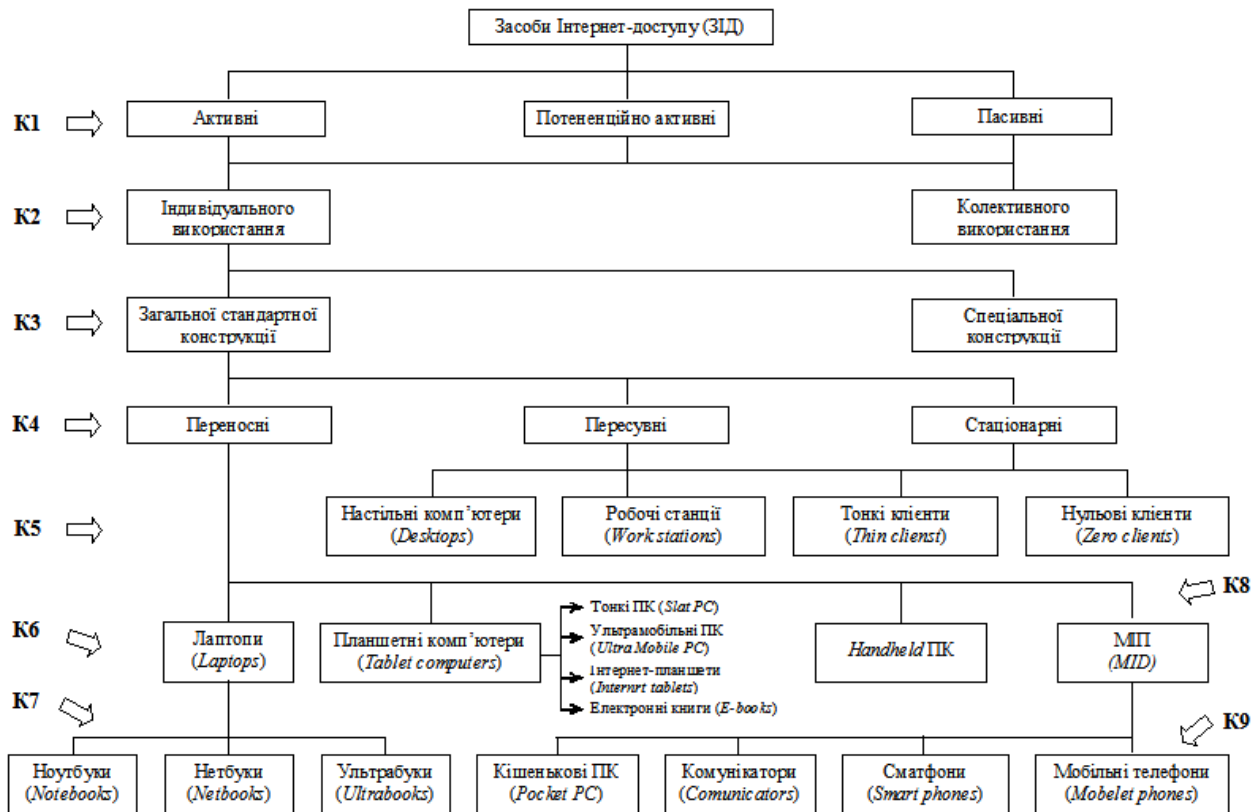 Засоби Інтернет-доступу (ЗІД)
К1
Активні
Потененційно активні
Пасивні
К2
Індивідуального
використання
Колективного
використання
К3
Загальної стандартної
конструкції
Спеціальної
конструкції
К4
Переносні
Пересувні
Стаціонарні
К5
Настільні комп’ютери
(Desktops)
Робочі станції
(Work stations)
Тонкі клієнти
(Thin clienst)
Нульові клієнти
(Zero clients)
К8
К6
Лаптопи
(Laptops)
Планшетні комп’ютери
(Tablet computers)
Тонкі ПК (Slat PC)
Ультрамобільні ПК
(Ultra Mobile PC)
Інтернет-планшети
(Internrt tablets)
Електронні книги (E-books)
Handheld ПК
МІП
(MID)
К7
К9
Ноутбуки
(Notebooks)
Нетбуки
(Netbooks)
Ультрабуки
(Ultrabooks)
Кішенькові ПК
(Pocket PC)
Комунікатори
(Comunicators)
Сматфони
(Smart phones)
Мобільні телефони
(Mobelet phones)